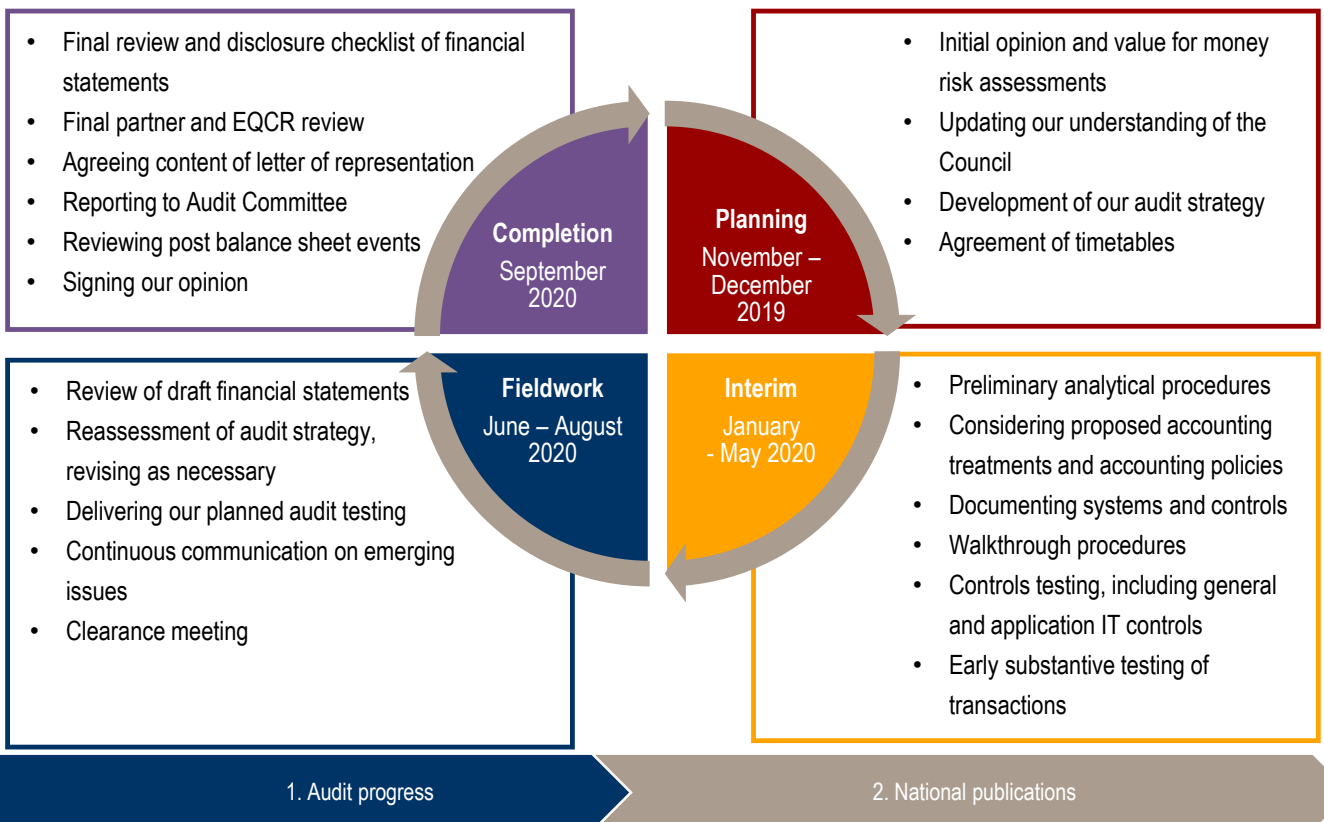 • Final review and disclosure checklist of financial
statements
• Final partner and EQCR review
• Agreeing content of letter of representation
• Reporting to Audit Committee
• Reviewing post balance sheet events
• Signing our opinion
Completion
September
2020
Planning
November –
December
2019
• Initial opinion and value for money
risk assessments
• Updating our understanding of the
Council
• Development of our audit strategy
• Agreement of timetables
• Review of draft financial statements
• Reassessment of audit strategy,
revising as necessary
• Delivering our planned audit testing
• Continuous communication on emerging
issues
• Clearance meeting
Fieldwork
June – August
2020
Interim
January
- May 2020
• Preliminary analytical procedures
• Considering proposed accounting
treatments and accounting policies
• Documenting systems and controls
• Walkthrough procedures
• Controls testing, including general
and application IT controls
• Early substantive testing of
transactions
1. Audit progress
2. National publications